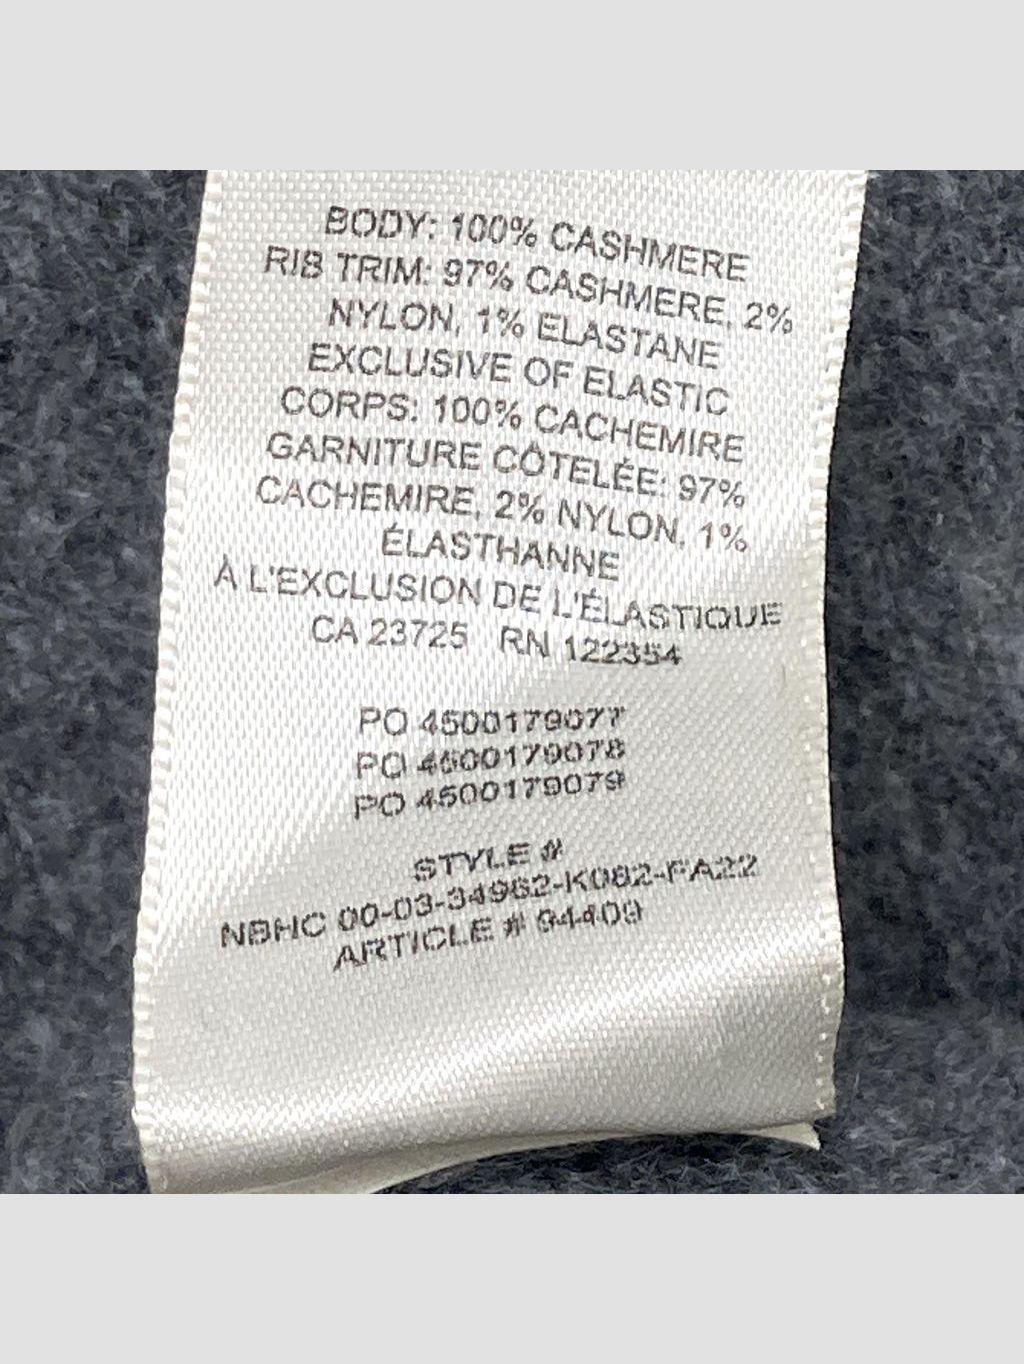 BODY: 100% CASHMERE
RIB TRIM: 97% CASHMERE, 2%
NYLON, 1% ELASTANE
EXCLUSIVE OF ELASTIC
CORPS: 100% CACHEMIRE
GARNITURE CÔTELÉE: 97%
CACHEMIRE, 2% NYLON, 1%
ÉLASTHANNE
À L'EXCLUSION DE L'ÉLASTIQUE
CA 23725 RN 122354
PO 4500179077
PO 4500179078
PO 4500179079
STYLE #
NBHC 00-03-34962-K082-FA22
ARTICLE # 94409